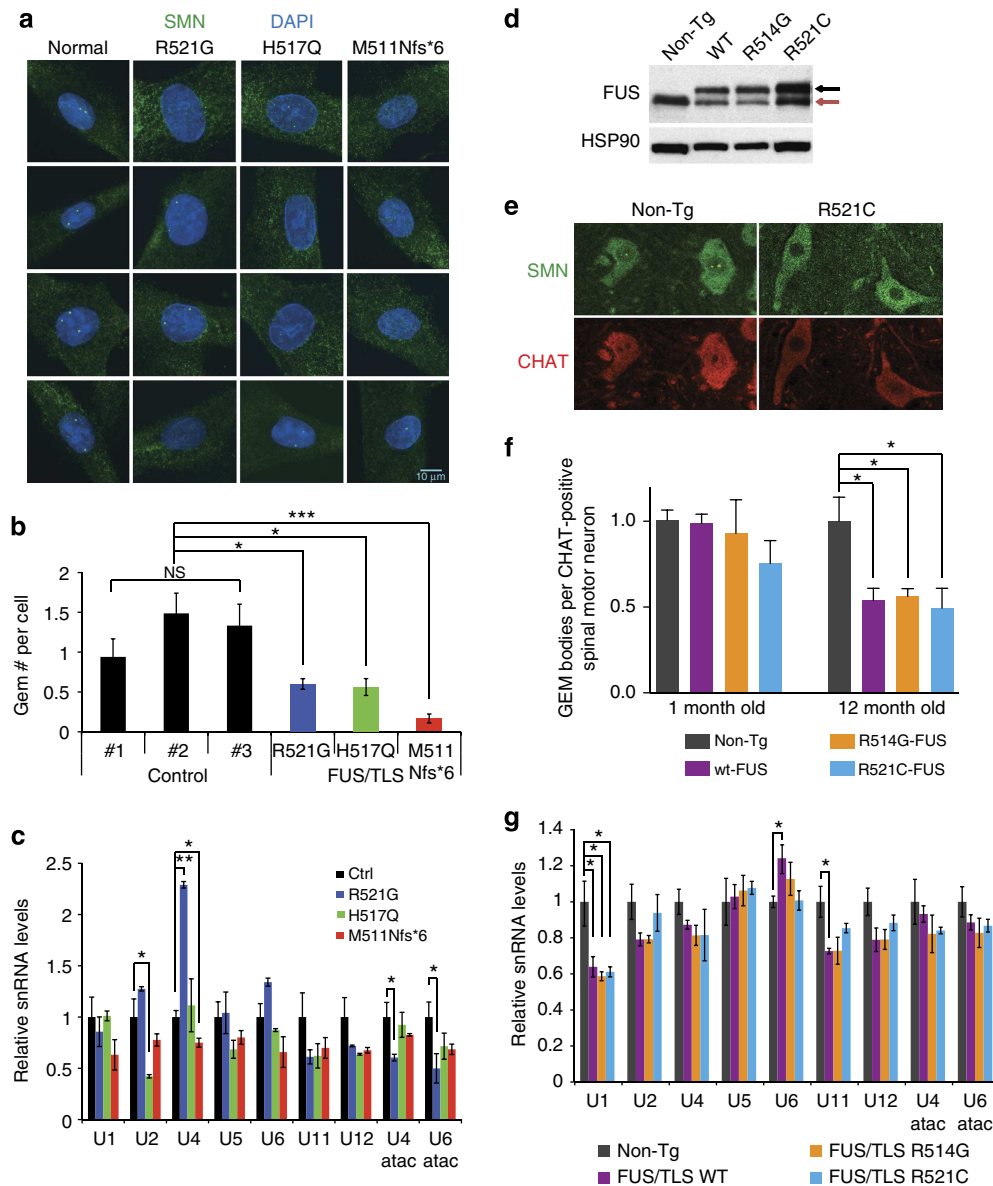 a
SMN DAPI
Normal R521G H517Q M511Nfs*6
10 μm
b
Gem # per cell
2
1.5
1
0.5
0
NS
*
*
***
#1 #2 #3 R521G H517Q M511
Nfs*6
Control FUS/TLS
c
Relative snRNA levels
2.5
2
1.5
1
0.5
0
*
**
*
*
*
Ctrl
R521G
H517Q
M511Nfs*6
U1 U2 U4 U5 U6 U11 U12 U4 U6
atac atac
d
Non-Tg WT R514G R521C
FUS
HSP90
e
Non-Tg R521C
SMN
CHAT
f
GEM bodies per CHAT-positive
spinal motor neuron
1.0
0.5
0.0
*
*
*
1 month old 12 month old
Non-Tg R514G-FUS
wt-FUS R521C-FUS
g
Relative snRNA levels
1.4
1.2
1
0.8
0.6
0.4
0.2
0
*
*
*
*
*
U1 U2 U4 U5 U6 U11 U12 U4 U6
atac atac
Non-Tg FUS/TLS R514G
FUS/TLS WT FUS/TLS R521C